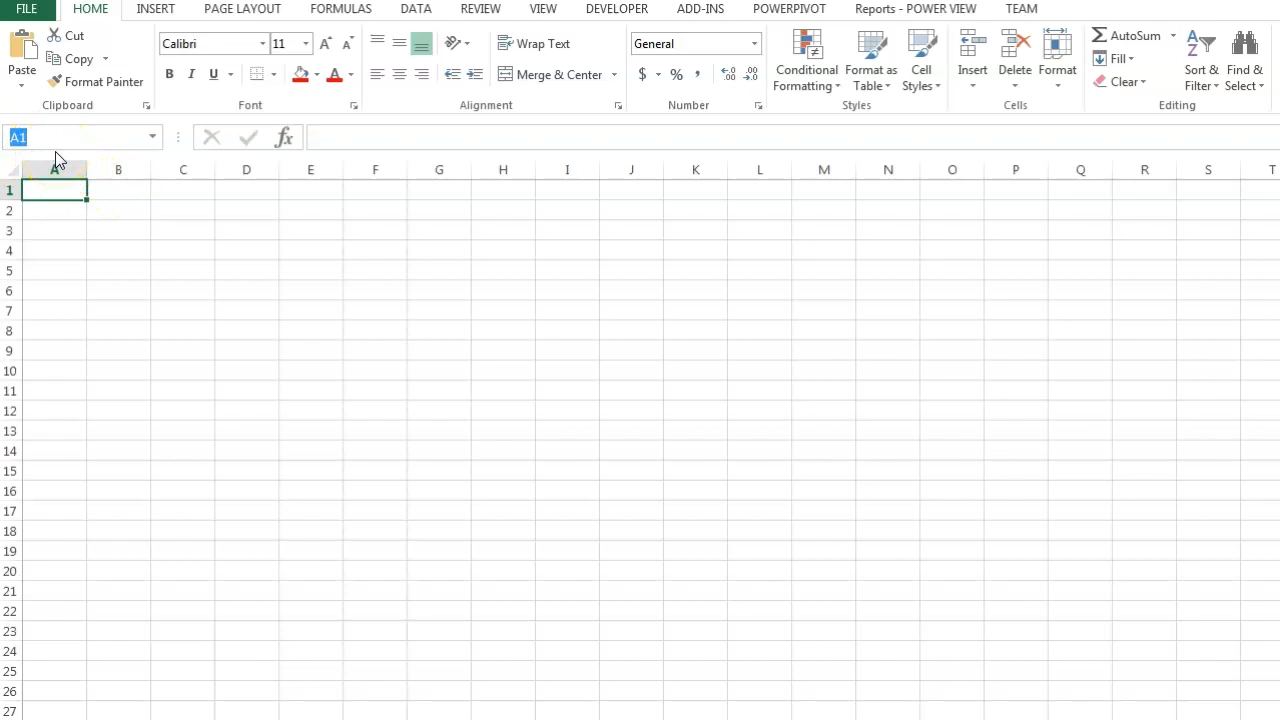 FILE HOME INSERT PAGE LAYOUT FORMULAS DATA REVIEW VIEW DEVELOPER ADD-INS POWERPIVOT Reports - POWER VIEW TEAM
Paste
Cut
Copy
Format Painter
Clipboard
Calibri 11
B I U A
Font
Wrap Text
Merge & Center
Alignment
General
$ % ,
Number
Conditional Formatting
Format as Table
Cell Styles
Styles
Insert
Delete
Format
Cells
AutoSum
Fill
Clear
Sort & Filter
Find & Select
Editing
A1 fx
A B C D E F G H I J K L M N O P Q R S T
1
2
3
4
5
6
7
8
9
10
11
12
13
14
15
16
17
18
19
20
21
22
23
24
25
26
27